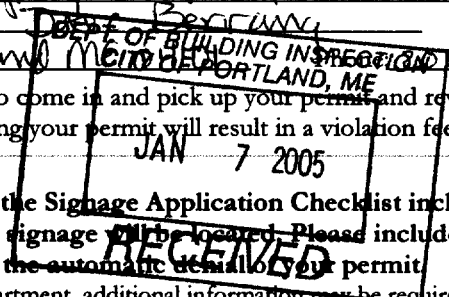 Berrimy
DEPT. OF BUILDING INSPECTION
CITY OF PORTLAND, ME
o come in and pick up your permit and re
ng your permit will result in a violation fee
JAN 7 2005
the Signage Application Checklist incl
signage will be located. Please include
RECEIVED
the automatic denial of your permit.
artment, additional information may be require